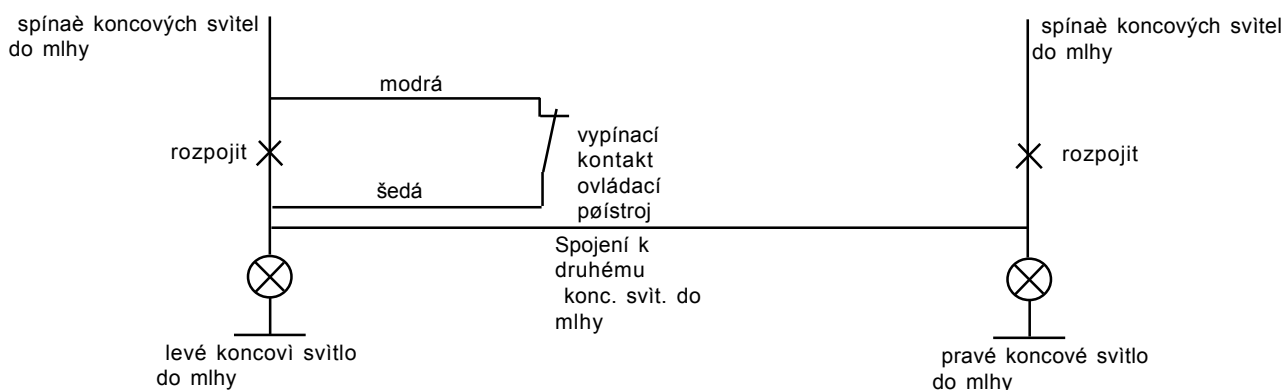 spínaè koncových svìtel
do mlhy
spínaè koncových svìtel
do mlhy
modrá
rozpojit
vypínací
kontakt
ovládací
pøístroj
rozpojit
šedá
Spojení k
druhému
konc. svìt. do
mlhy
levé koncovì svìtlo
do mlhy
pravé koncové svìtlo
do mlhy